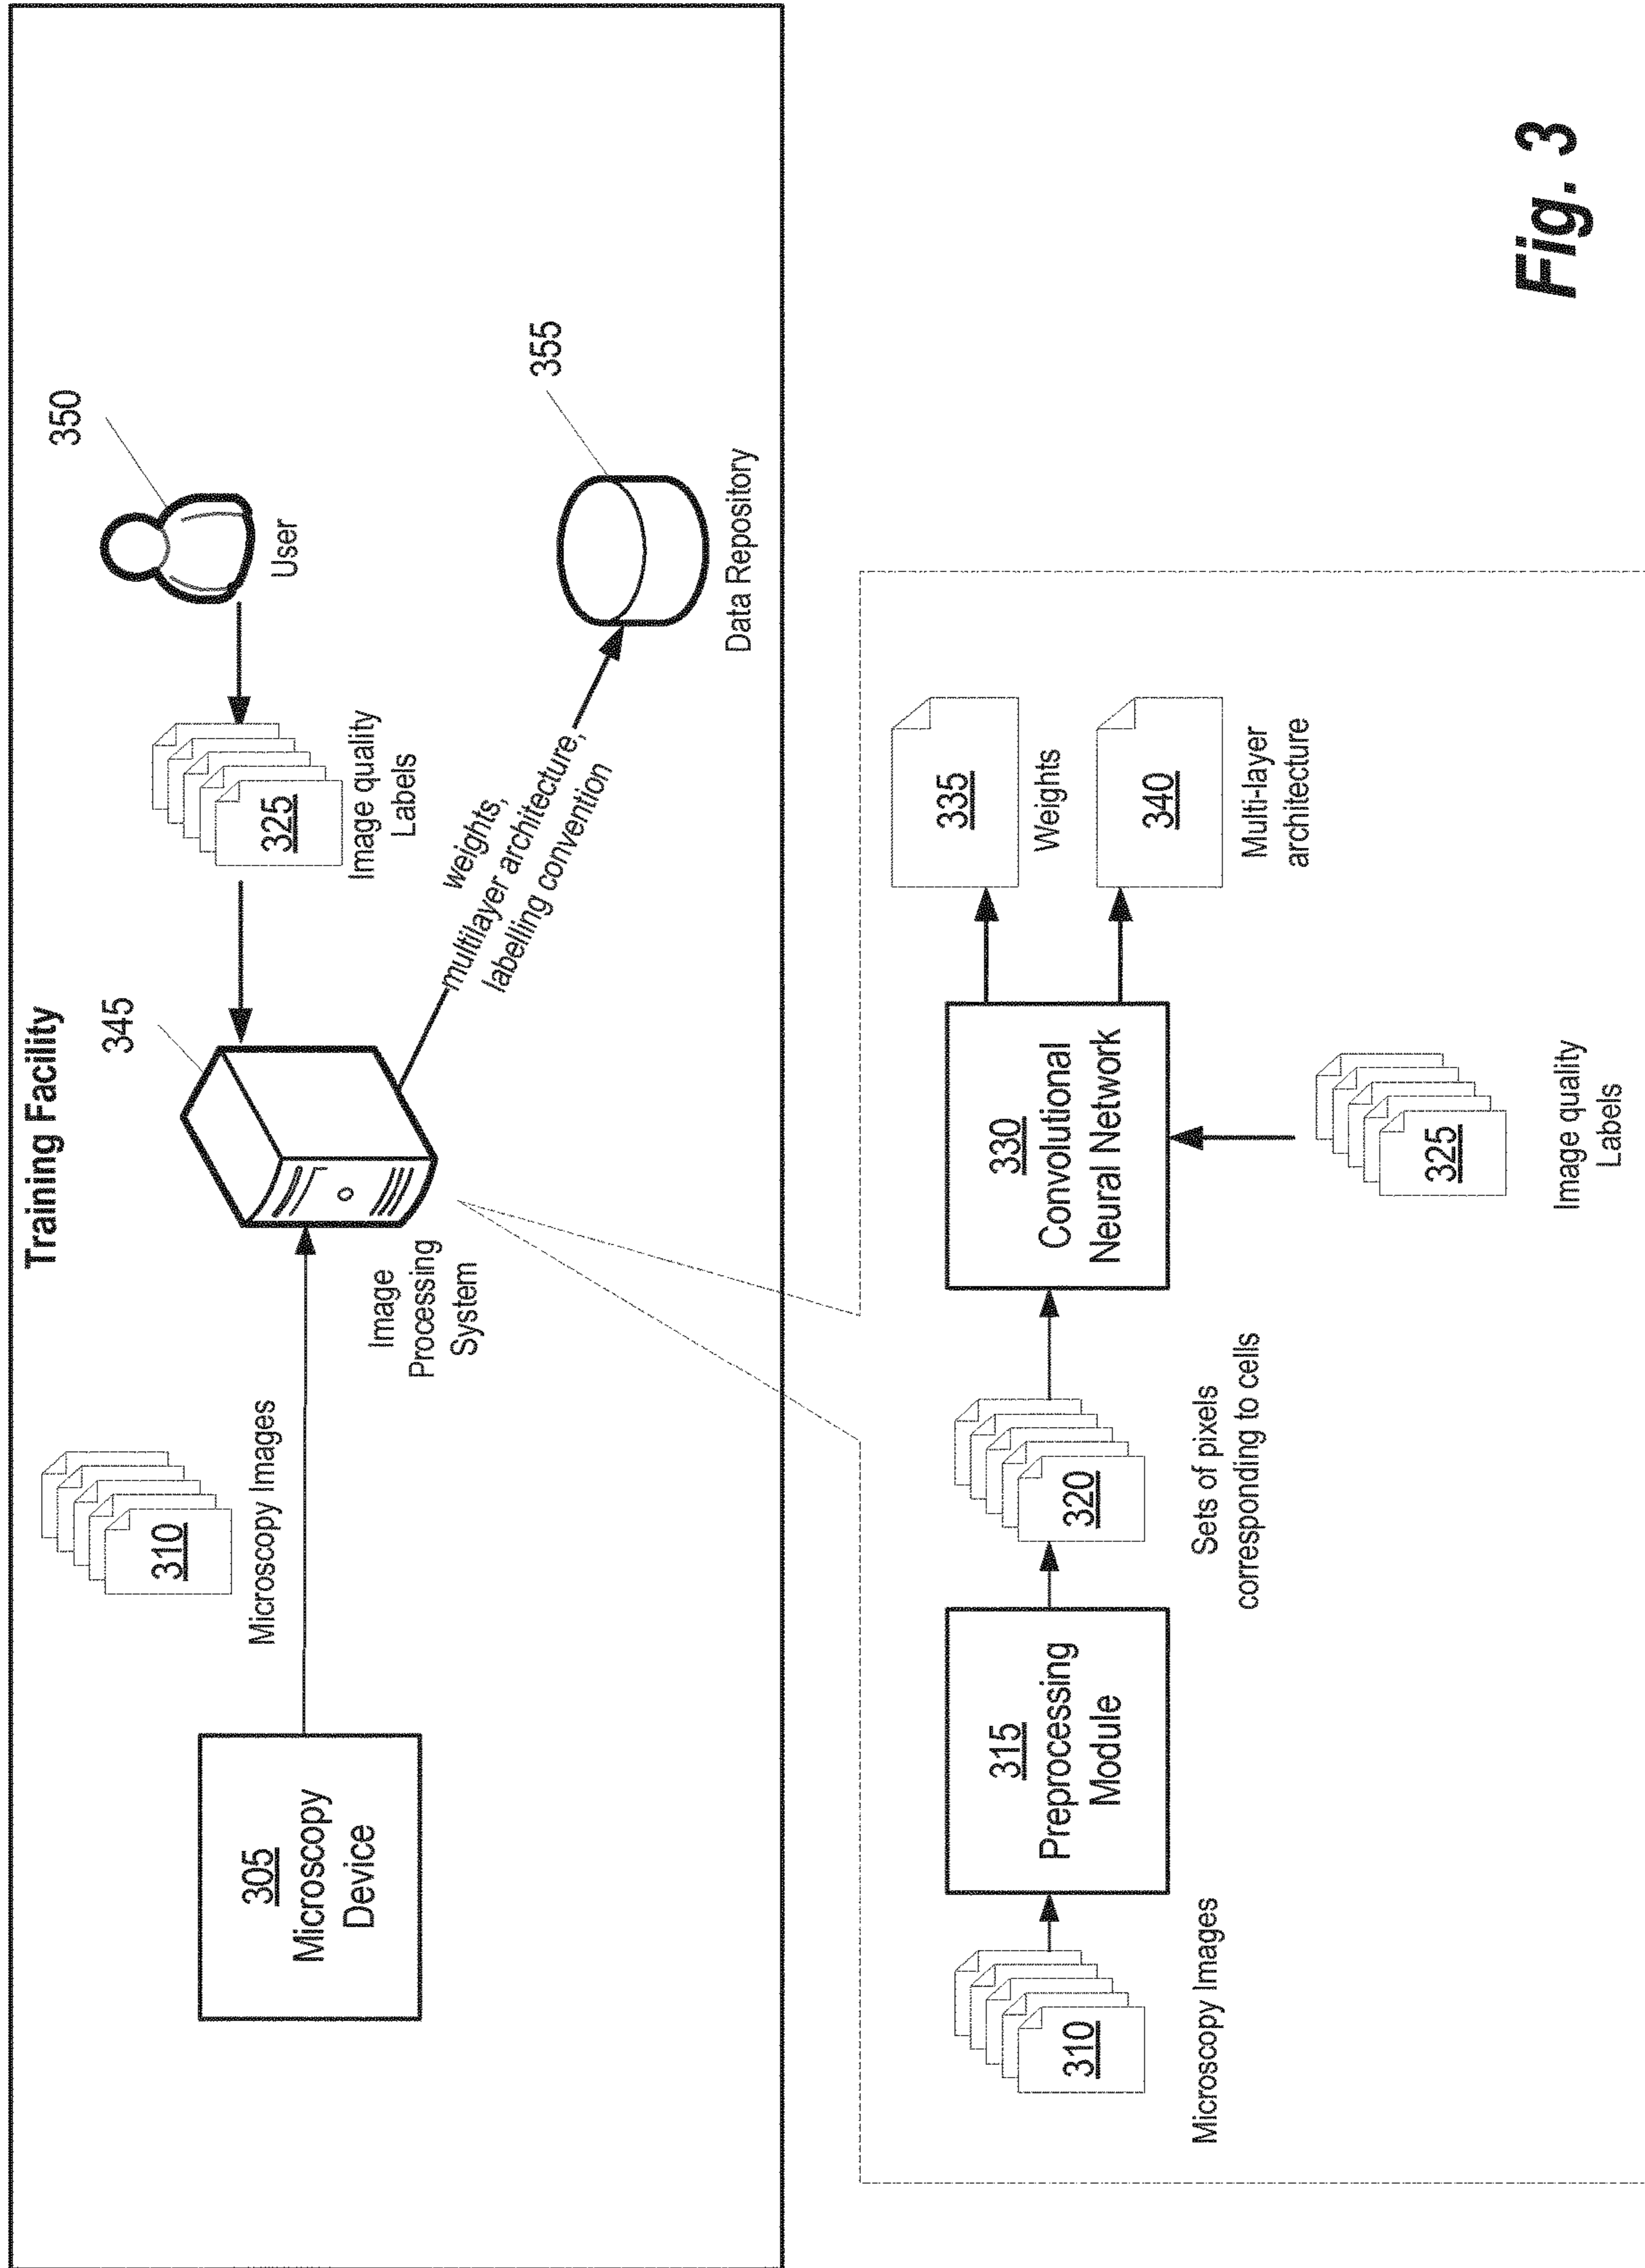 Training Facility
305
Microscopy
Device
310
Microscopy Images
345
Image
Processing
System
325
Image quality
Labels
350
User
weights,
multilayer architecture,
labelling convention
355
Data Repository
310
Microscopy Images
315
Preprocessing
Module
320
Sets of pixels
corresponding to cells
330
Convolutional
Neural Network
325
Image quality
Labels
335
Weights
340
Multi-layer
architecture
Fig. 3